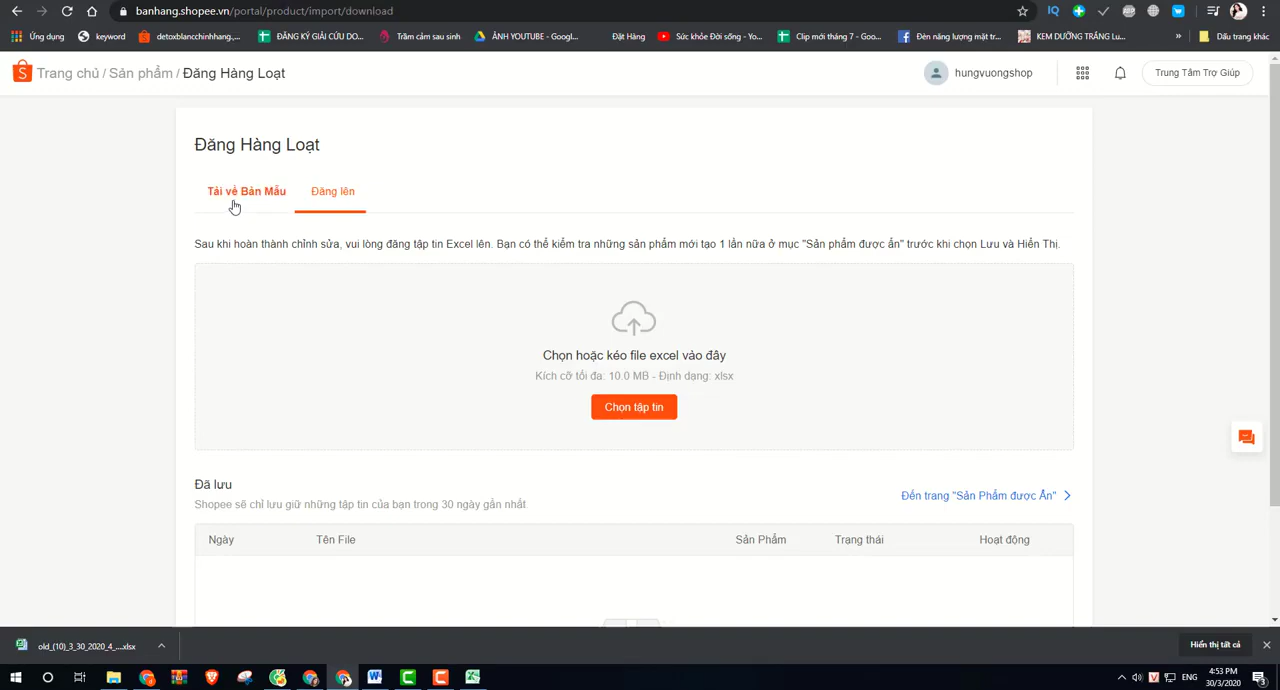 banhang.shopee.vn/portal/product/import/download
Ứng dụng
keyword
detoxblancchinhhang,...
ĐĂNG KÝ GIẢI CỨU DO...
Trầm cảm sau sinh
ẢNH YOUTUBE - Googl...
Đặt Hàng
Sức khỏe Đời sống - Yo...
Clip mới tháng 7 - Goo...
Đèn năng lượng mặt tr...
KEM DƯỠNG TRẮNG Lu...
»
Dấu trang khác
Trang chủ / Sản phẩm / Đăng Hàng Loạt
hungvuongshop
Trung Tâm Trợ Giúp
Đăng Hàng Loạt
Tải về Bản Mẫu
Đăng lên
Sau khi hoàn thành chỉnh sửa, vui lòng đăng tập tin Excel lên. Bạn có thể kiểm tra những sản phẩm mới tạo 1 lần nữa ở mục "Sản phẩm được ẩn" trước khi chọn Lưu và Hiển Thị.
Chọn hoặc kéo file excel vào đây
Kích cỡ tối đa: 10.0 MB - Định dạng: xlsx
Chọn tập tin
Đã lưu
Shopee sẽ chỉ lưu giữ những tập tin của bạn trong 30 ngày gần nhất
Đến trang "Sản Phẩm được Ẩn"
Ngày
Tên File
Sản Phẩm
Trạng thái
Hoạt động
old_(10)_3_30_2020_4_....xlsx
Hiển thị tất cả
ENG
4:53 PM
30/3/2020